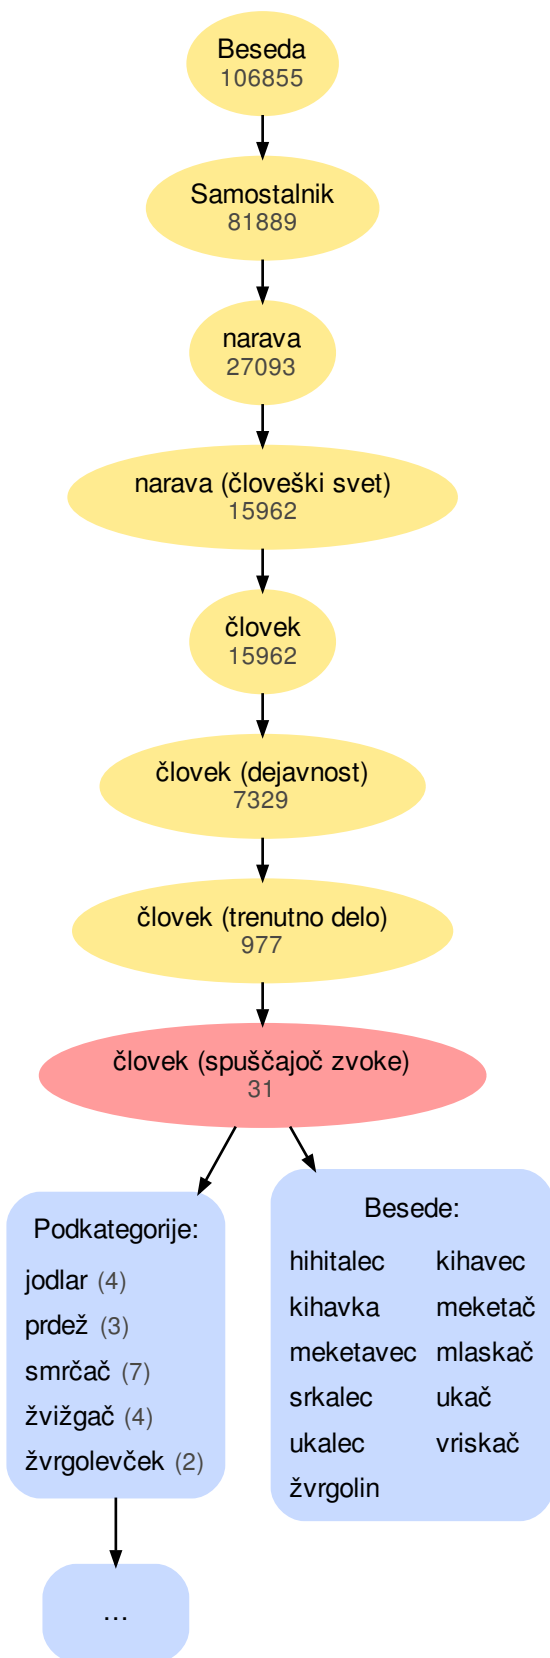 Beseda
106855
Samostalnik
81889
narava
27093
narava (človeški svet)
15962
človek
15962
človek (dejavnost)
7329
človek (trenutno delo)
977
človek (spuščajoč zvoke)
31
Podkategorije:
jodlar (4)
prdež (3)
smrčač (7)
žvižgač (4)
žvrgolevček (2)
...
Besede:
hihitalec kihavec
kihavka meketač
meketavec mlaskač
srkalec ukač
ukalec vriskač
žvrgolin